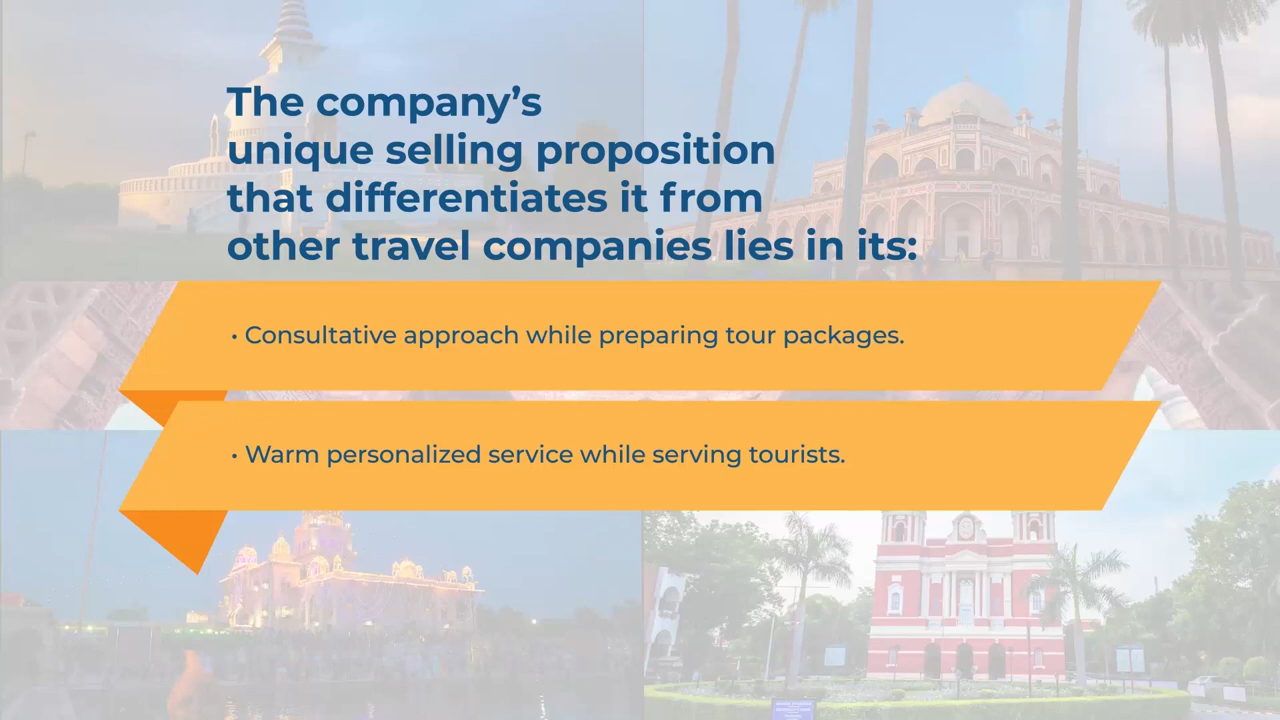 The company’s
unique selling proposition
that differentiates it from
other travel companies lies in its:
• Consultative approach while preparing tour packages.
• Warm personalized service while serving tourists.